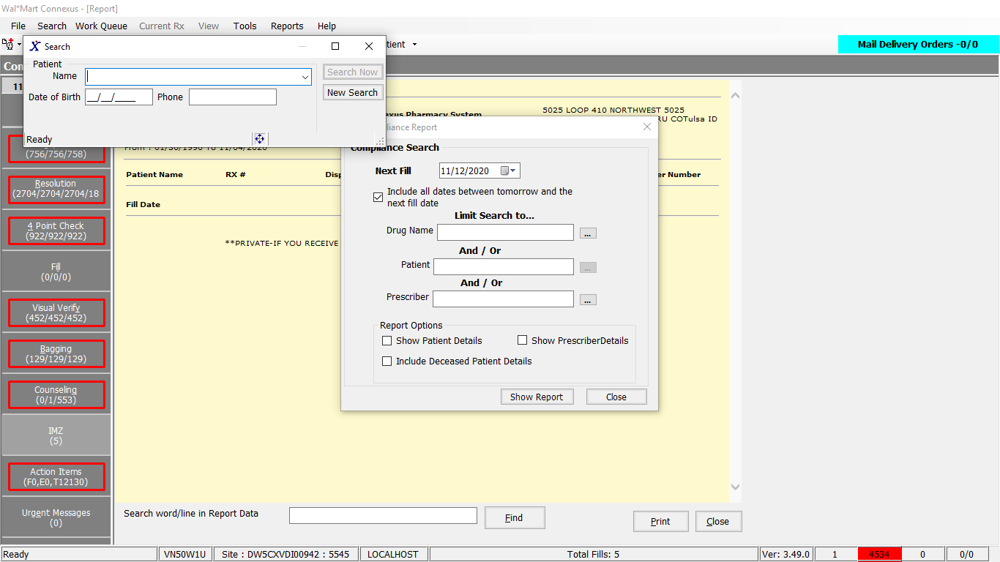 Wal*Mart Connexus - [Report]
File Search Work Queue Current Rx View Tools Reports Help
Mail Delivery Orders -0/0
Search
Patient
Name
Search Now
Date of Birth __/__/____ Phone
New Search
Ready
5025 LOOP 410 NORTHWEST 5025
Pharmacy System
COTulsa ID
Report
Compliance Search
Next Fill 11/12/2020
Include all dates between tomorrow and the
next fill date
Limit Search to...
Drug Name ...
And / Or
Patient ...
And / Or
Prescriber ...
Report Options
Show Patient Details Show PrescriberDetails
Include Deceased Patient Details
Show Report Close
From : 01/30/1990 To 11/04/2020
Patient Name RX # Number
Fill Date
**PRIVATE-IF YOU RECEIVE
(756/756/758)
Resolution
(2704/2704/2704/18
4 Point Check
(922/922/922)
Fill
(0/0/0)
Visual Verify
(452/452/452)
Bagging
(129/129/129)
Counseling
(0/1/553)
IMZ
(5)
Action Items
(F0,E0,T12130)
Urgent Messages
(0)
Search word/line in Report Data Find Print Close
Ready VN50W1U Site : DW5CXVDI00942 : 5545 LOCALHOST Total Fills: 5 Ver: 3.49.0 1 4534 0 0/0